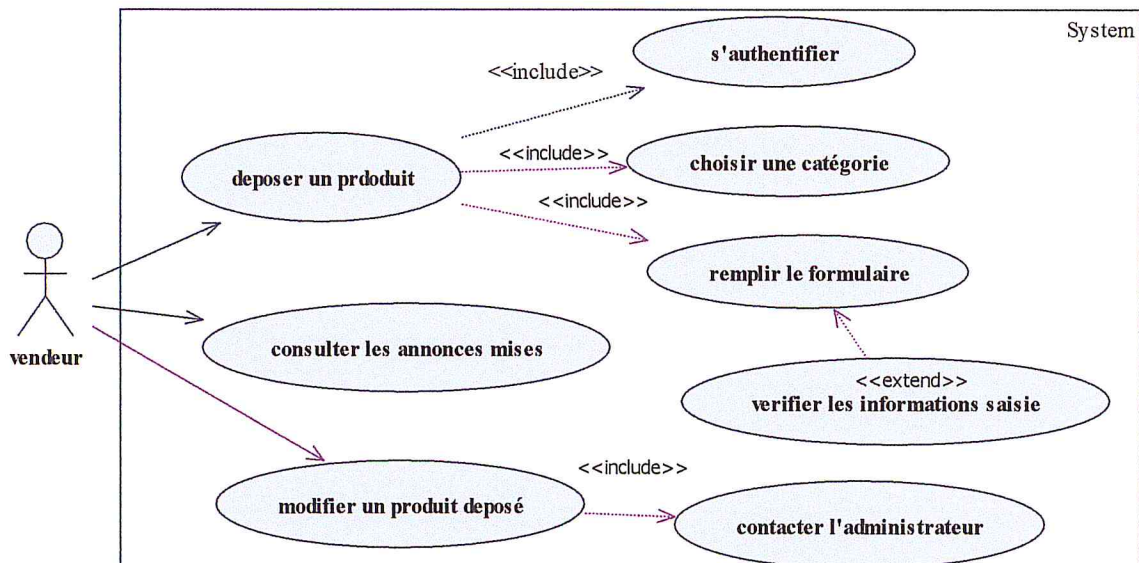 System
s'authentifier
<<include>>
<<include>>
choisir une catégorie
deposer un prdoduit
<<include>>
remplir le formulaire
vendeur
consulter les annonces mises
<<extend>>
verifier les informations saisie
<<include>>
modifier un produit deposé
contacter l'administrateur